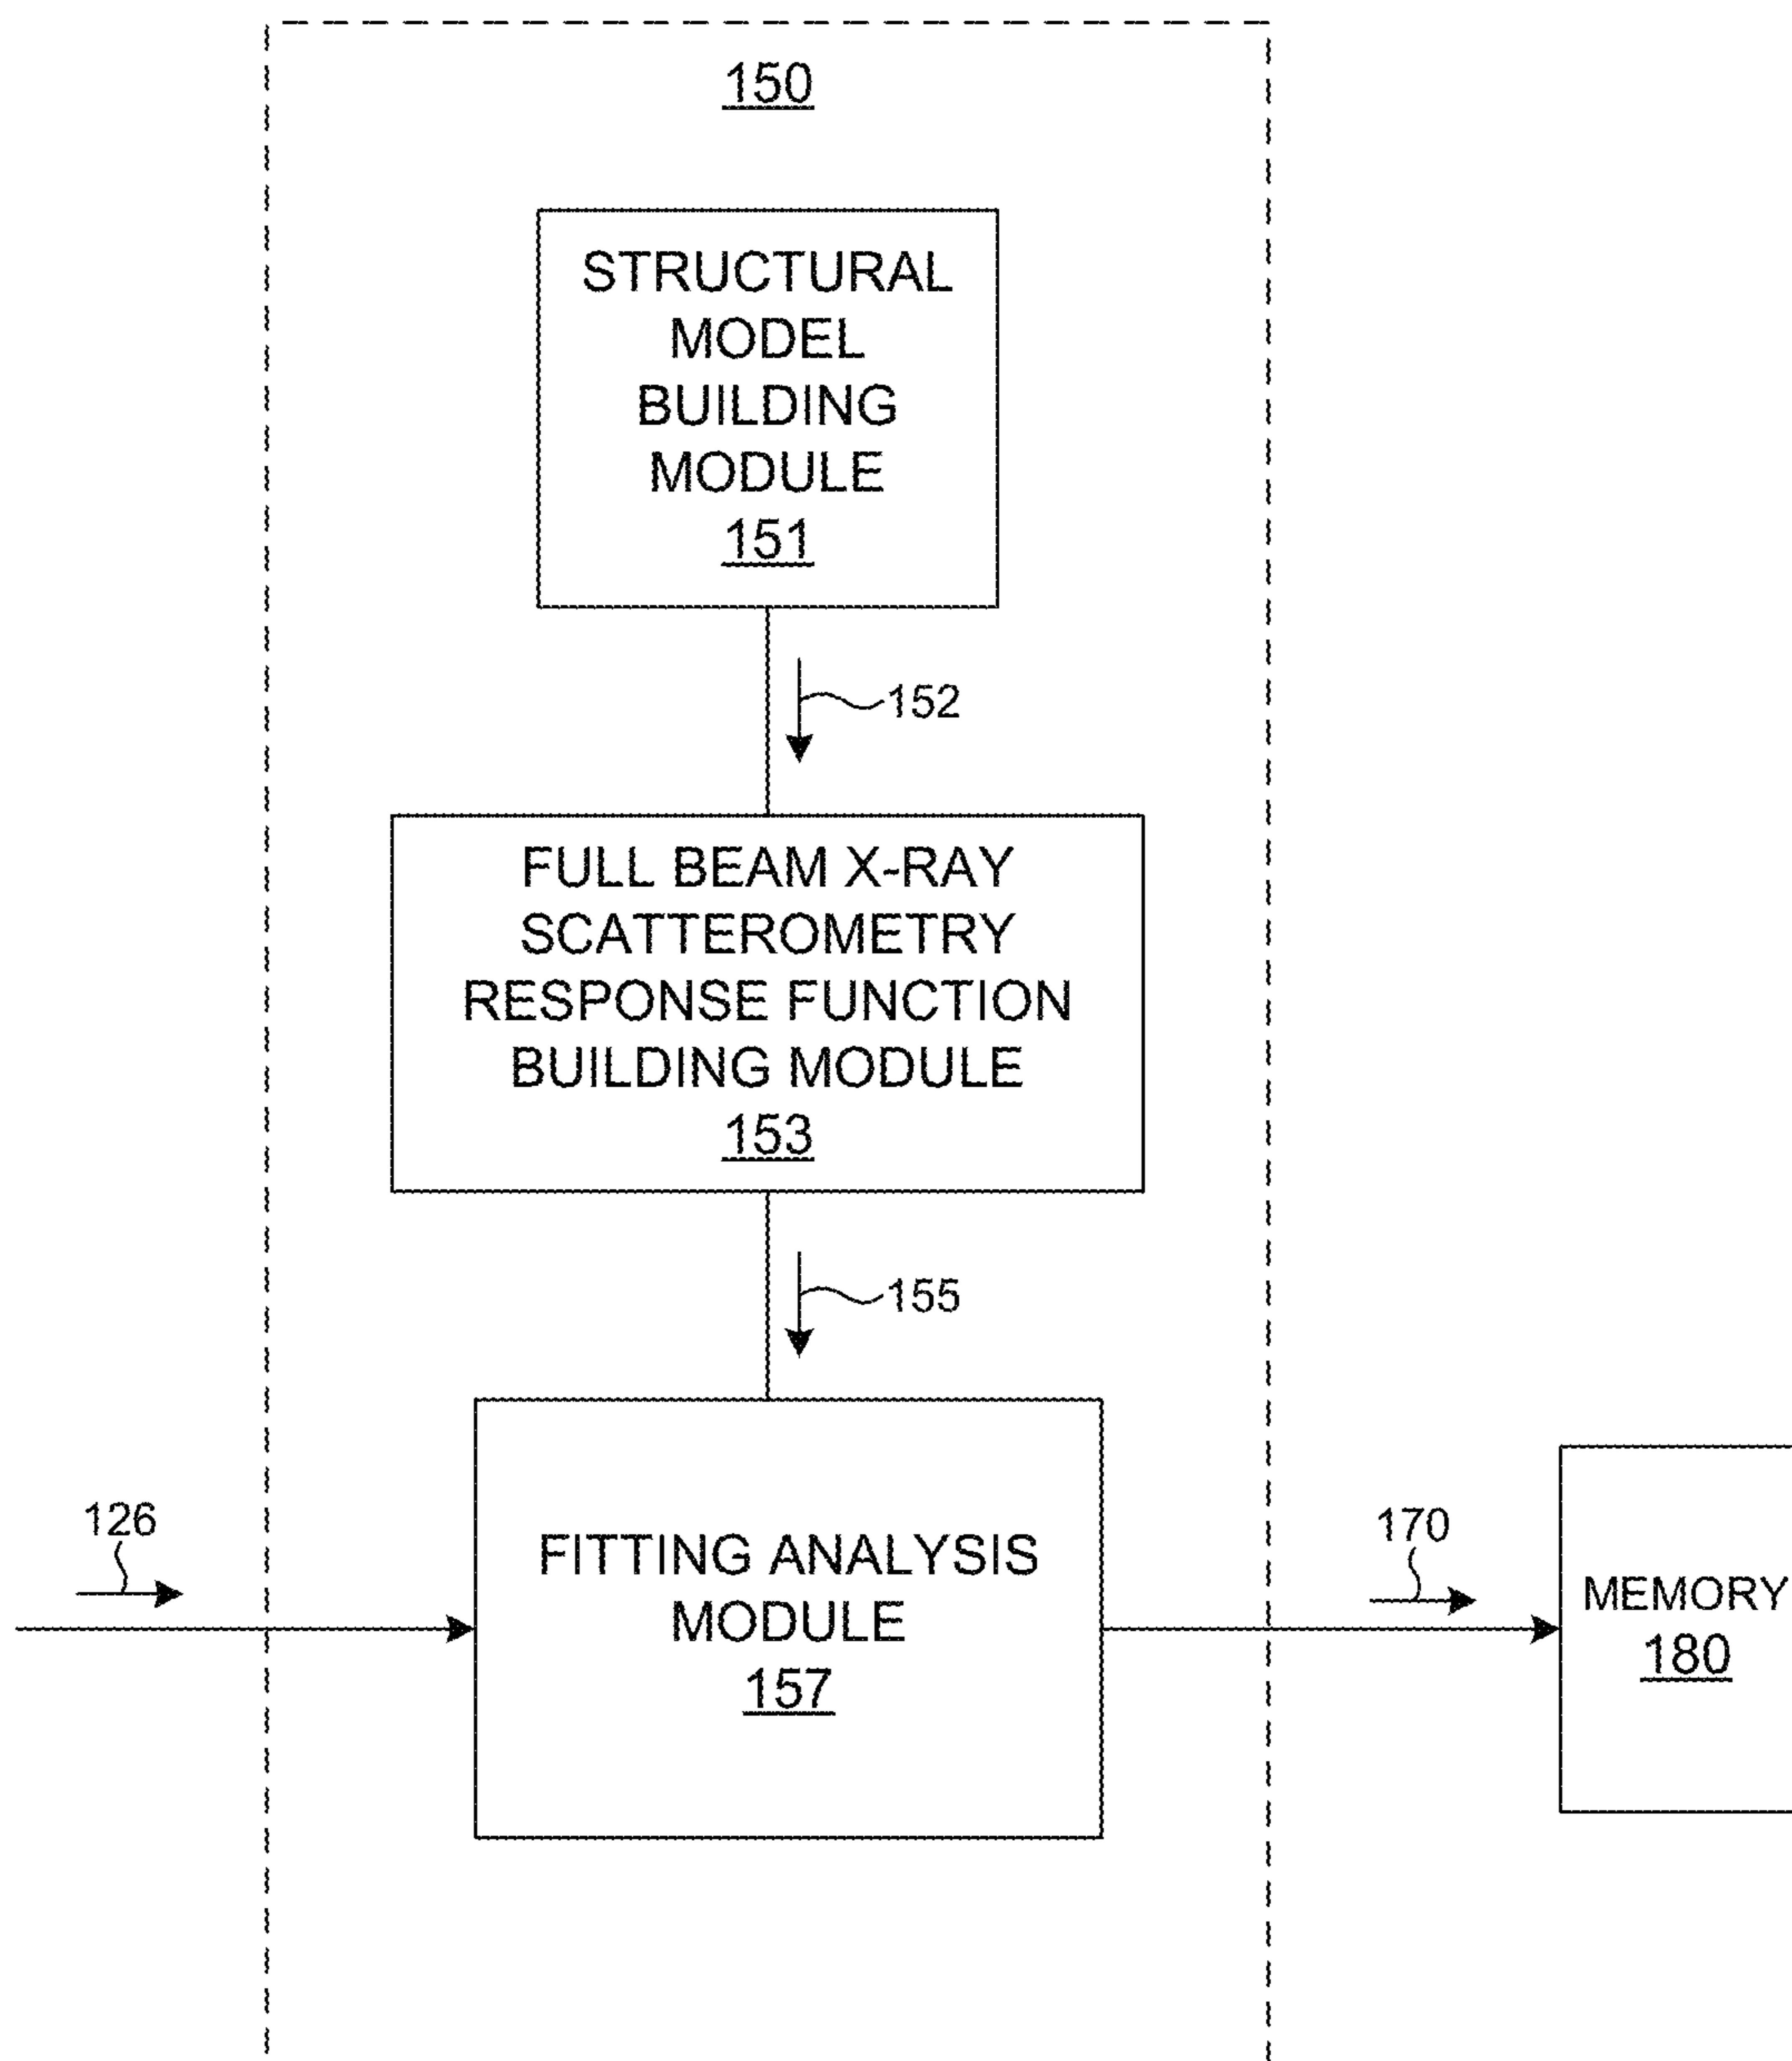 150
STRUCTURAL
MODEL
BUILDING
MODULE
151
152
FULL BEAM X-RAY
SCATTEROMETRY
RESPONSE FUNCTION
BUILDING MODULE
153
155
126
FITTING ANALYSIS
MODULE
157
170
MEMORY
180